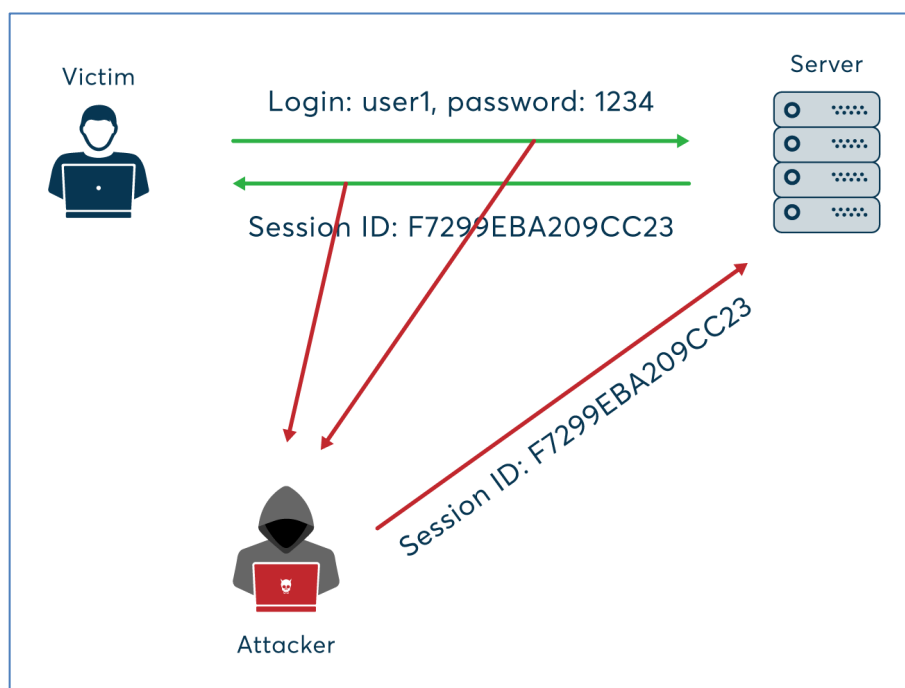 Victim
Server
Login: user1, password: 1234
Session ID: F7299EBA209CC23
Session ID: F7299EBA209CC23
Attacker